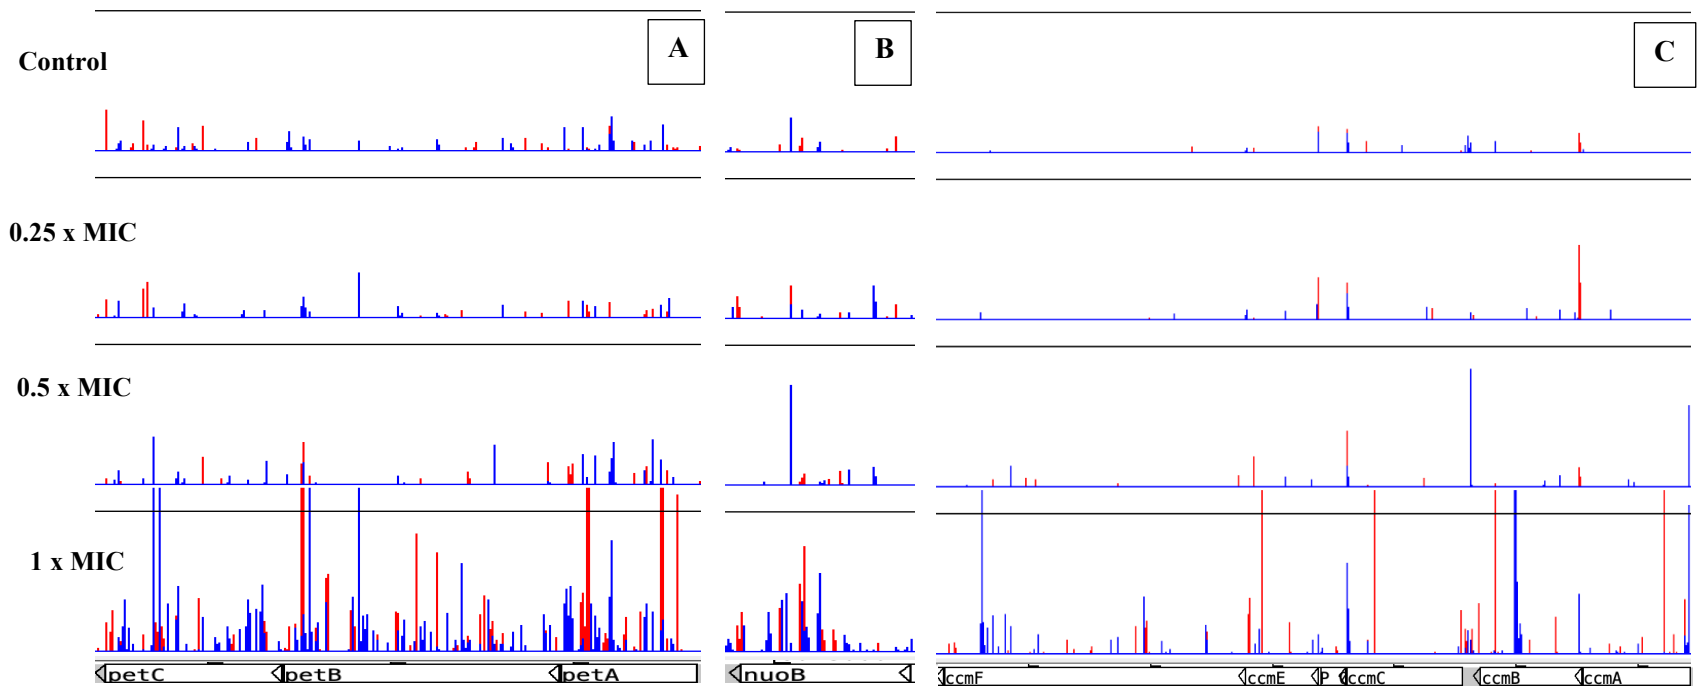 A
B
C
Control
0.25 x MIC
0.5 x MIC
1 x MIC
petC petB petA nuoB ccmF ccmE P ccmC ccmB ccmA